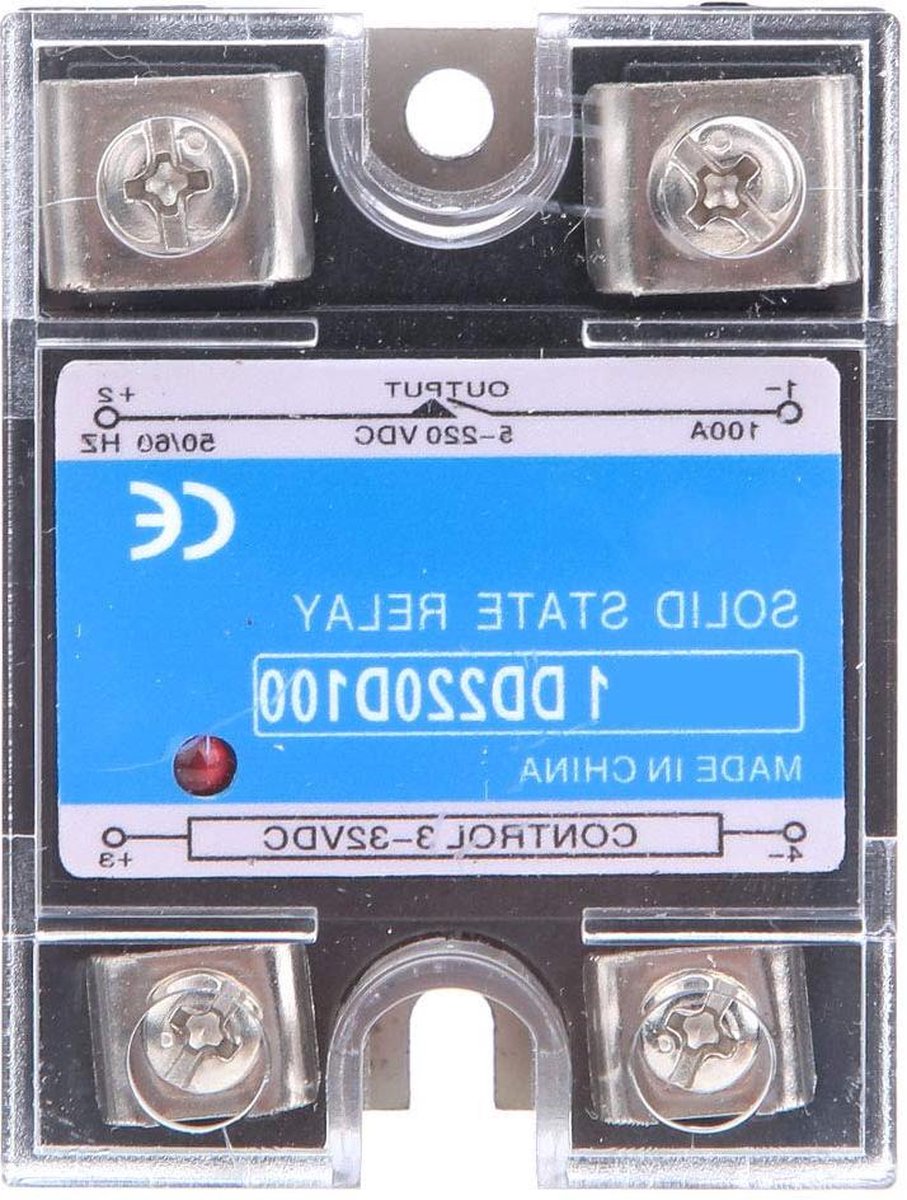 1- OUTPUT +2
100A 5-220 VDC 50/60 HZ
CE
SOLID STATE RELAY
1 DD220D100
MADE IN CHINA
4- CONTROL 3-32VDC +3